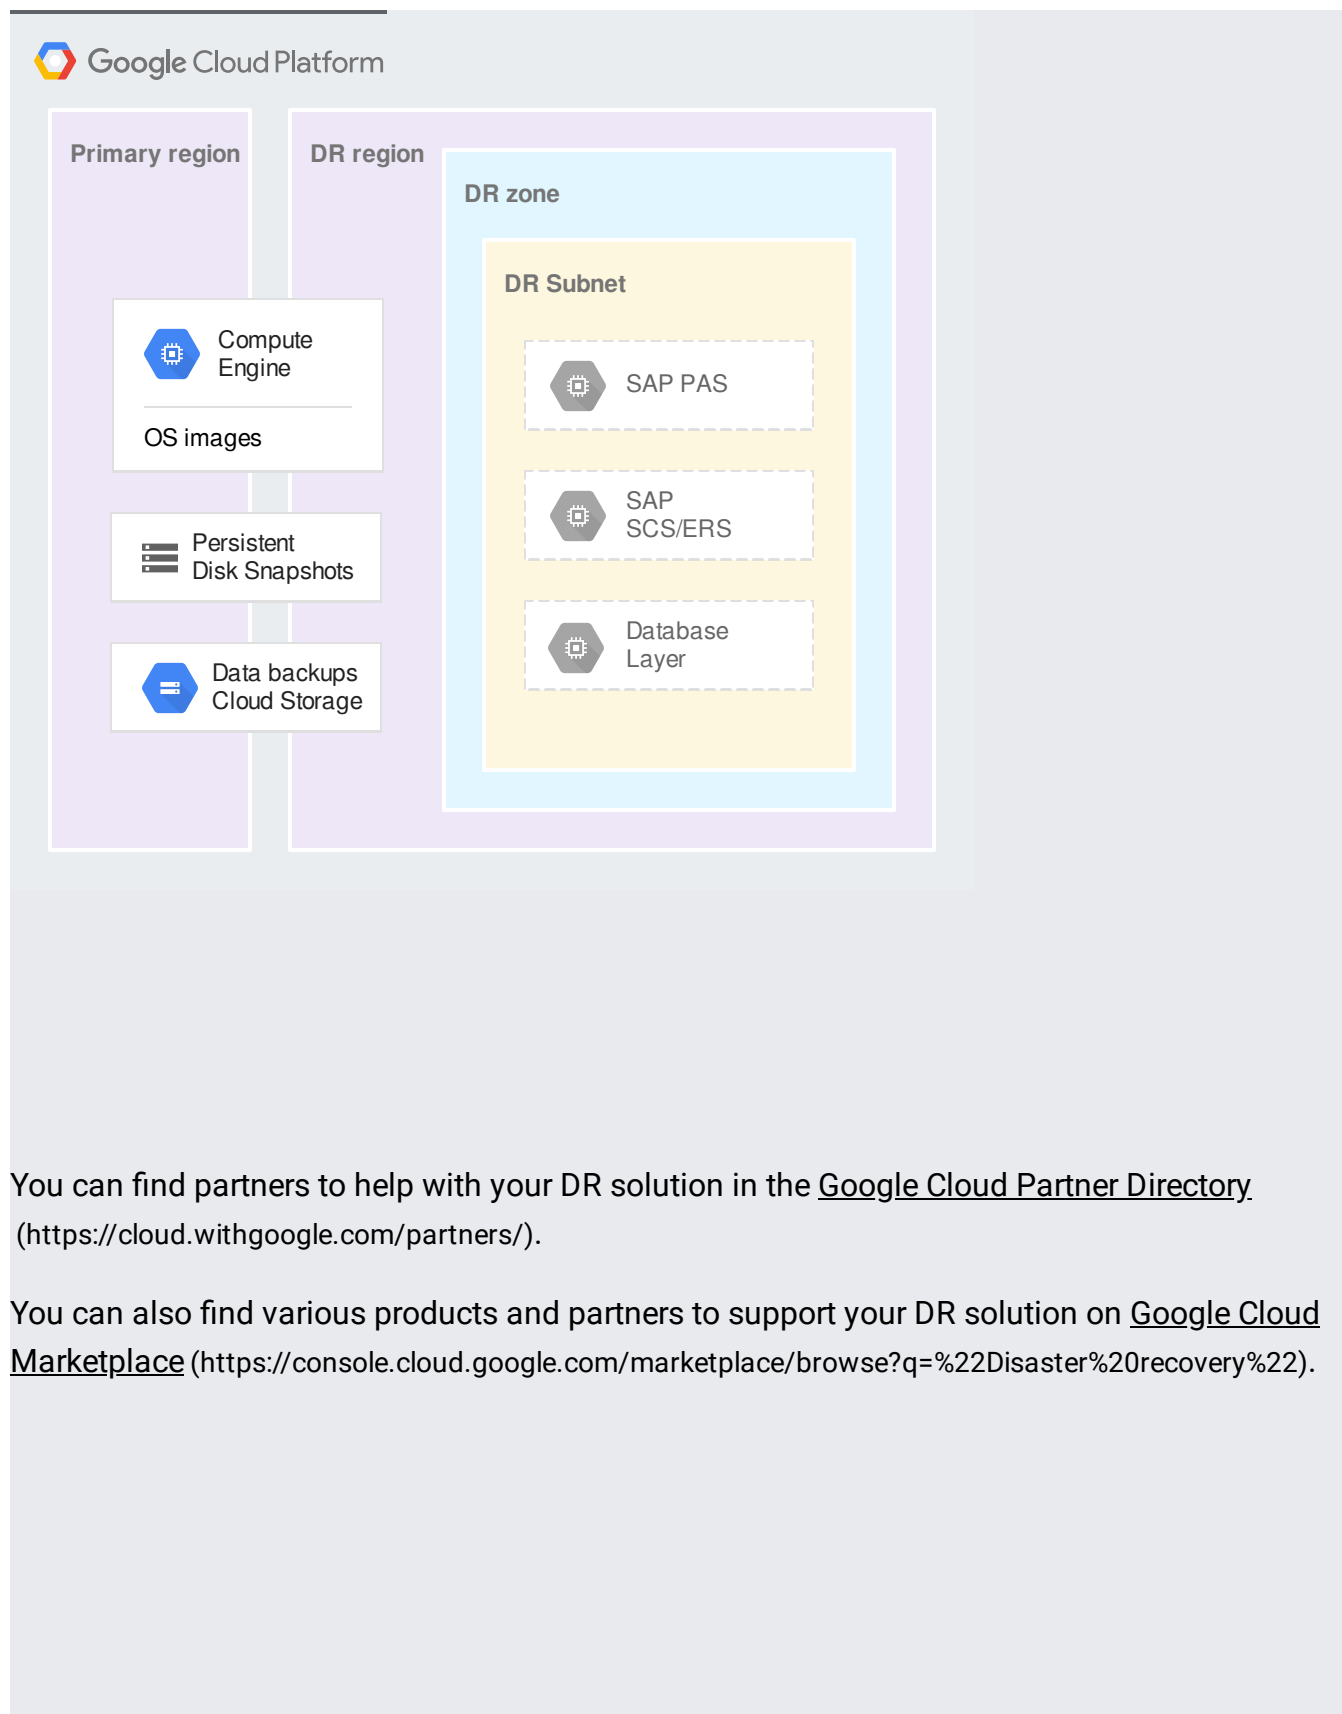 Google Cloud Platform
Primary region
DR region
DR zone
DR Subnet
Compute
Engine
OS images
Persistent
Disk Snapshots
Data backups
Cloud Storage
SAP PAS
SAP
SCS/ERS
Database
Layer
You can find partners to help with your DR solution in the Google Cloud Partner Directory
(https://cloud.withgoogle.com/partners/).
You can also find various products and partners to support your DR solution on Google Cloud
Marketplace (https://console.cloud.google.com/marketplace/browse?q=%22Disaster%20recovery%22).